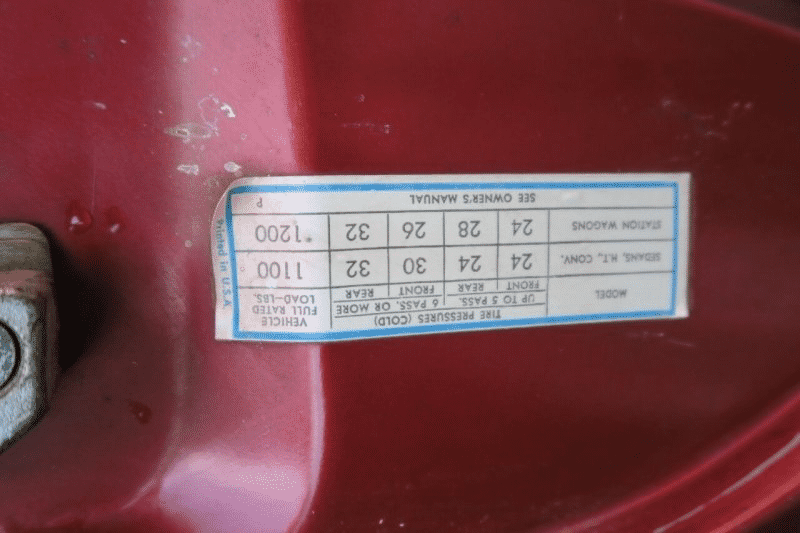 MODEL
TIRE PRESSURES (COLD)
UP TO 5 PASS. 6 PASS. OR MORE
FRONT REAR FRONT REAR
VEHICLE
FULL RATED
LOAD-LBS.
SEDANS, H.T., CONV. 24 24 30 32 1100
STATION WAGONS 24 28 26 32 *1200
SEE OWNER'S MANUAL P
Printed in U.S.A.